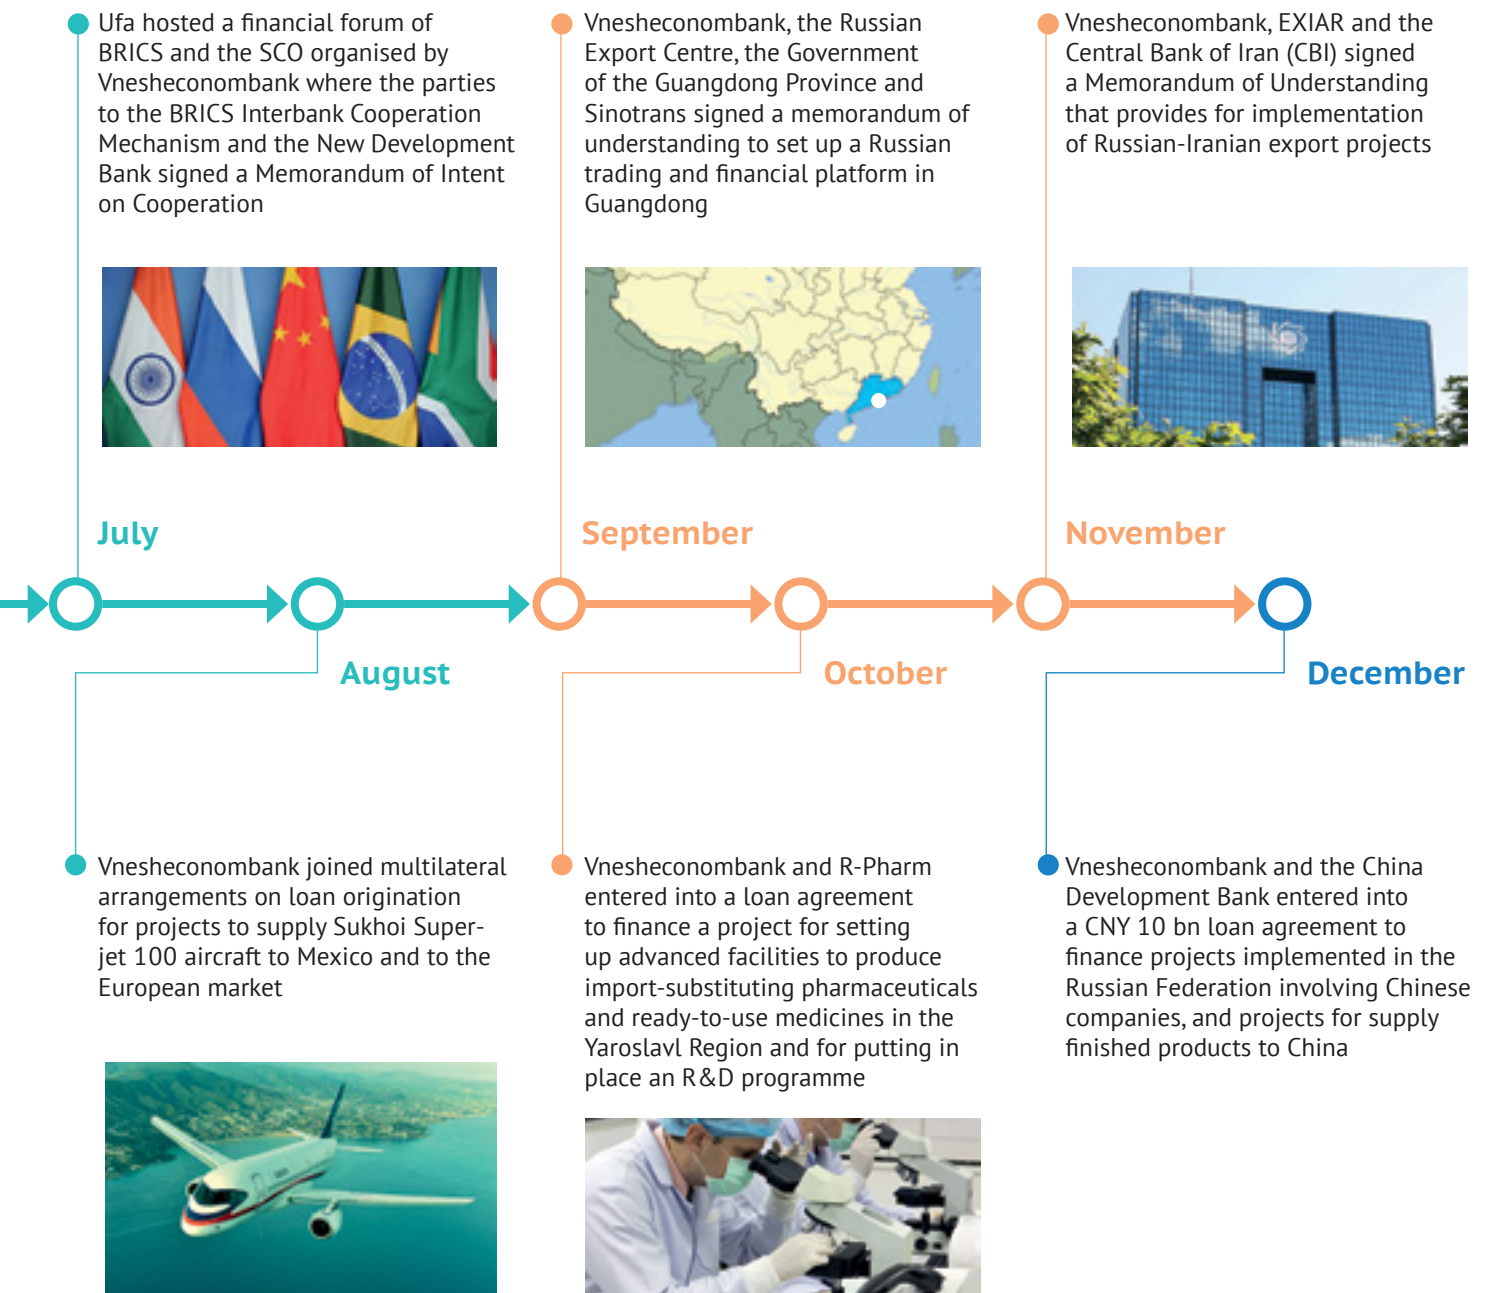 Ufa hosted a financial forum of
BRICS and the SCO organised by
Vnesheconombank where the parties
to the BRICS Interbank Cooperation
Mechanism and the New Development
Bank signed a Memorandum of Intent
on Cooperation
Vnesheconombank, the Russian
Export Centre, the Government
of the Guangdong Province and
Sinotrans signed a memorandum of
understanding to set up a Russian
trading and financial platform in
Guangdong
Vnesheconombank, EXIAR and the
Central Bank of Iran (CBI) signed
a Memorandum of Understanding
that provides for implementation
of Russian-Iranian export projects
July
September
November
August
October
December
Vnesheconombank joined multilateral
arrangements on loan origination
for projects to supply Sukhoi Super-
jet 100 aircraft to Mexico and to the
European market
Vnesheconombank and R-Pharm
entered into a loan agreement
to finance a project for setting
up advanced facilities to produce
import-substituting pharmaceuticals
and ready-to-use medicines in the
Yaroslavl Region and for putting in
place an R&D programme
Vnesheconombank and the China
Development Bank entered into
a CNY 10 bn loan agreement to
finance projects implemented in the
Russian Federation involving Chinese
companies, and projects for supply
finished products to China